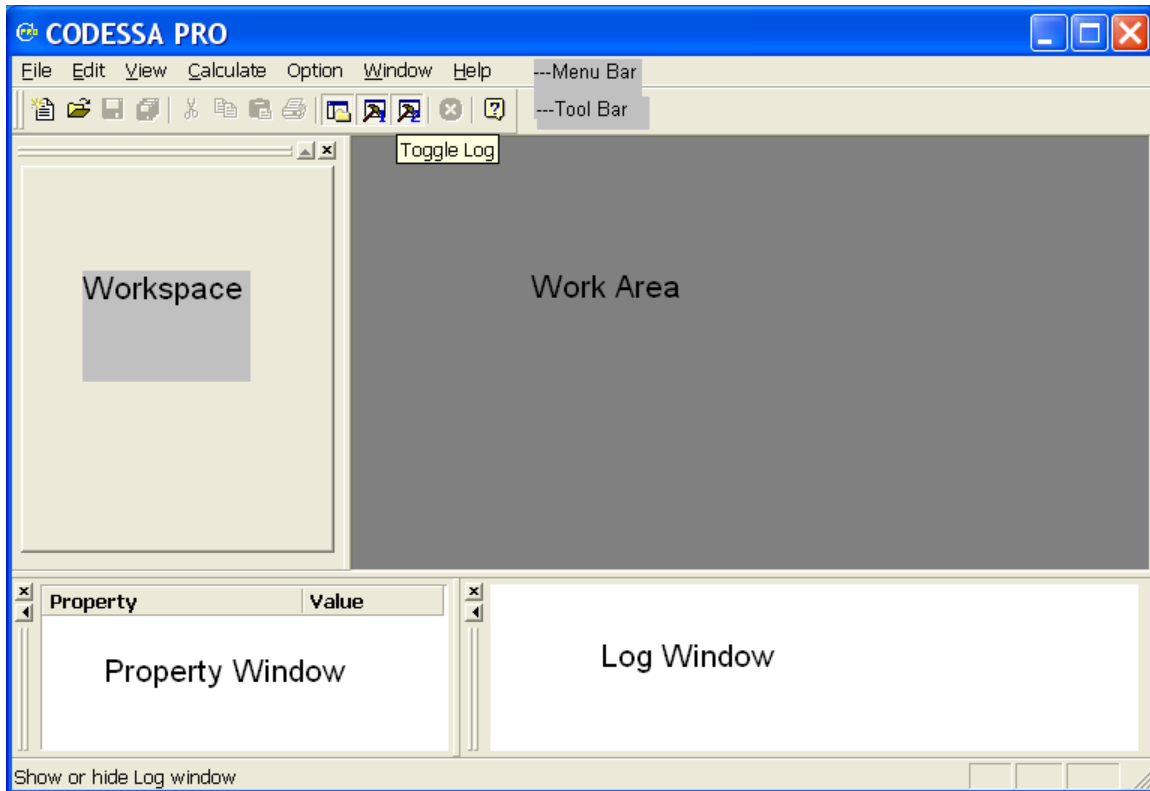 CODESSA PRO
File Edit View Calculate Option Window Help ---Menu Bar
---Tool Bar
Toggle Log
Workspace
Work Area
Property Value
Property Window
Log Window
Show or hide Log window